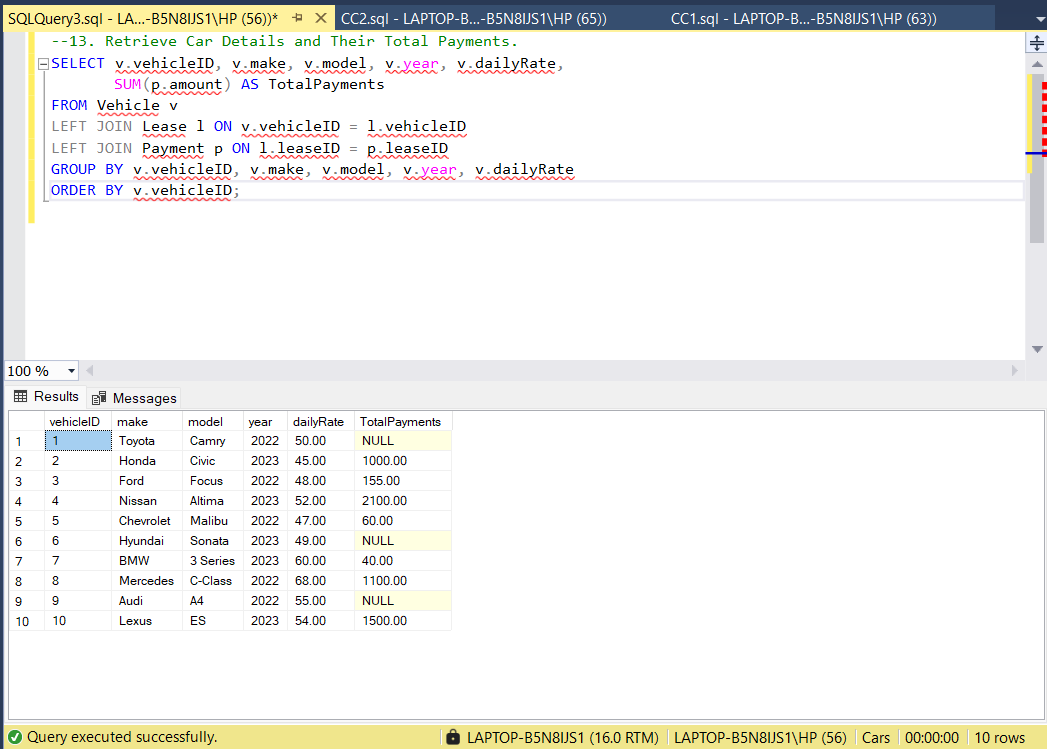 SQLQuery3.sql - LA...-B5N8IJS1\HP (56))* CC2.sql - LAPTOP-B...-B5N8IJS1\HP (65)) CC1.sql - LAPTOP-B...-B5N8IJS1\HP (63))
--13. Retrieve Car Details and Their Total Payments.
SELECT v.vehicleID, v.make, v.model, v.year, v.dailyRate,
SUM(p.amount) AS TotalPayments
FROM Vehicle v
LEFT JOIN Lease l ON v.vehicleID = l.vehicleID
LEFT JOIN Payment p ON l.leaseID = p.leaseID
GROUP BY v.vehicleID, v.make, v.model, v.year, v.dailyRate
ORDER BY v.vehicleID;
100 %
Results Messages
vehicleID make model year dailyRate TotalPayments
1 1 Toyota Camry 2022 50.00 NULL
2 2 Honda Civic 2023 45.00 1000.00
3 3 Ford Focus 2022 48.00 155.00
4 4 Nissan Altima 2023 52.00 2100.00
5 5 Chevrolet Malibu 2022 47.00 60.00
6 6 Hyundai Sonata 2023 49.00 NULL
7 7 BMW 3 Series 2023 60.00 40.00
8 8 Mercedes C-Class 2022 68.00 1100.00
9 9 Audi A4 2022 55.00 NULL
10 10 Lexus ES 2023 54.00 1500.00
Query executed successfully. LAPTOP-B5N8IJS1 (16.0 RTM) LAPTOP-B5N8IJS1\HP (56) Cars 00:00:00 10 rows